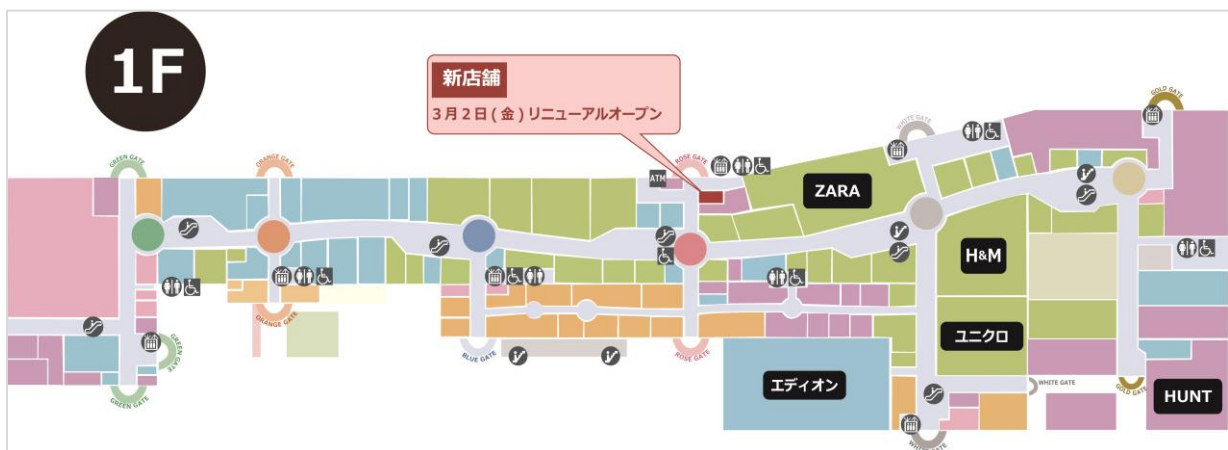 1F
新店舗
3月2日(金)リニューアルオープン
GREEN GATE
ORANGE GATE
ROSE GATE
WHITE GATE
GOLD GATE
ATM
ZARA
H&M
ユニクロ
エディオン
HUNT
ORANGE GATE
GREEN GATE
GREEN GATE
BLUE GATE
ROSE GATE
WHITE GATE
GOLD GATE
WHITE GATE